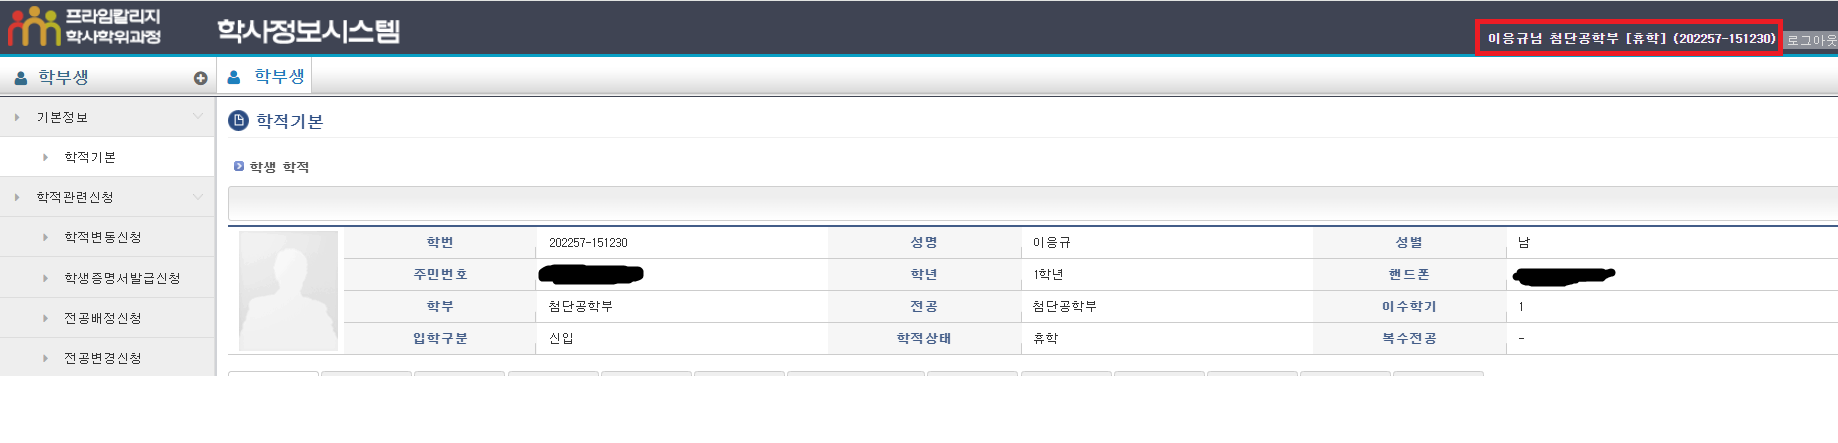 프라임칼리지
학사학위과정
학사정보시스템
이응규님 첨단공학부 [휴학] (202257-151230)
로그아웃
학부생
학부생
기본정보
학적기본
학적관련신청
학적변동신청
학생증명서발급신청
전공배정신청
전공변경신청
학적기본
학생 학적
학번 202257-151230 성명 이응규 성별 남
주민번호 학년 1학년 핸드폰
학부 첨단공학부 전공 첨단공학부 이수학기 1
입학구분 신입 학적상태 휴학 복수전공 -